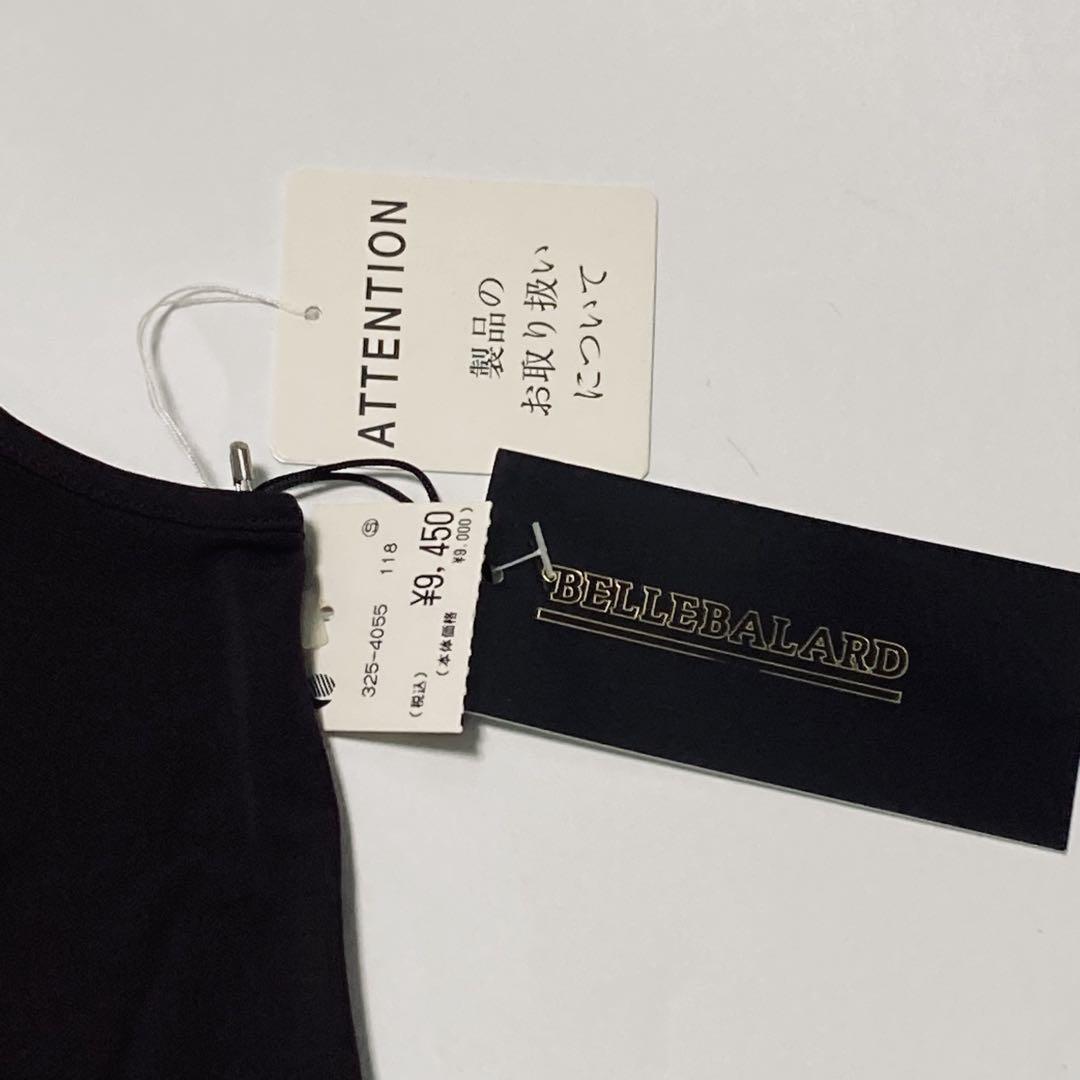 ATTENTION
製品の
お取り扱い
について
Ⓢ
325-4055 118
(税込) ¥9,450
(本体価格 ¥9,000)
BELLEBALARD